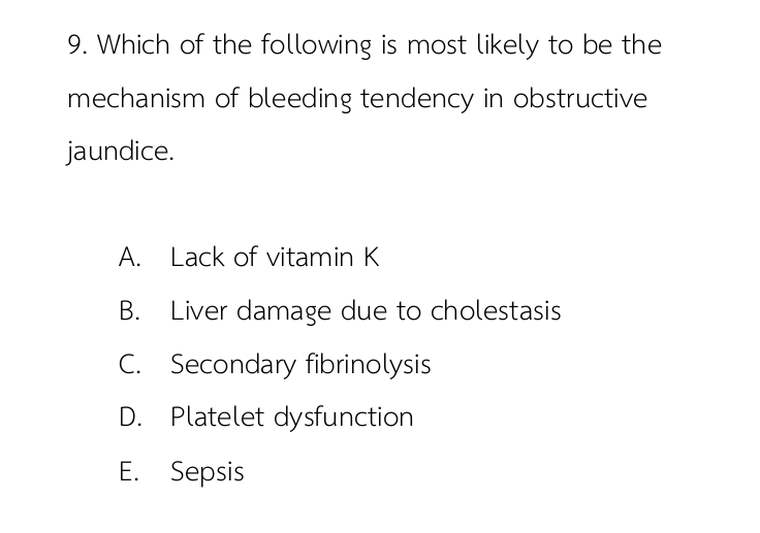 9. Which of the following is most likely to be the
mechanism of bleeding tendency in obstructive
jaundice.
A. Lack of vitamin K
B. Liver damage due to cholestasis
C. Secondary fibrinolysis
D. Platelet dysfunction
E. Sepsis